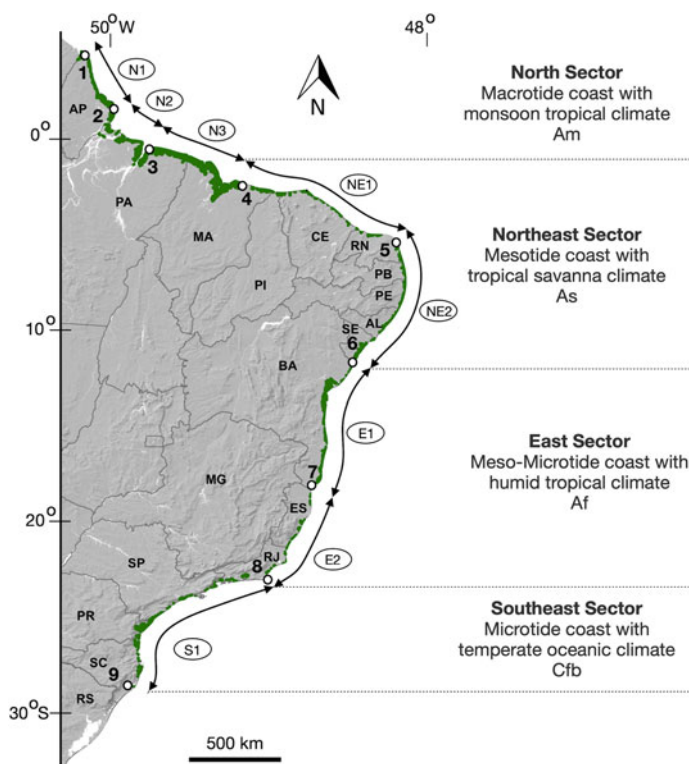 50°W
48°
1
N1
N2
AP
2
N3
N
North Sector
Macrotide coast with
monsoon tropical climate
Am
0°
3
4
NE1
PA
MA
CE
RN
5
PI
PB
PE
NE2
AL
SE
6
Northeast Sector
Mesotide coast with
tropical savanna climate
As
10°
BA
E1
MG
7
ES
East Sector
Meso-Microtide coast with
humid tropical climate
Af
20°
SP
8
RJ
E2
PR
S1
SC
9
RS
Southeast Sector
Microtide coast with
temperate oceanic climate
Cfb
30°S
500 km